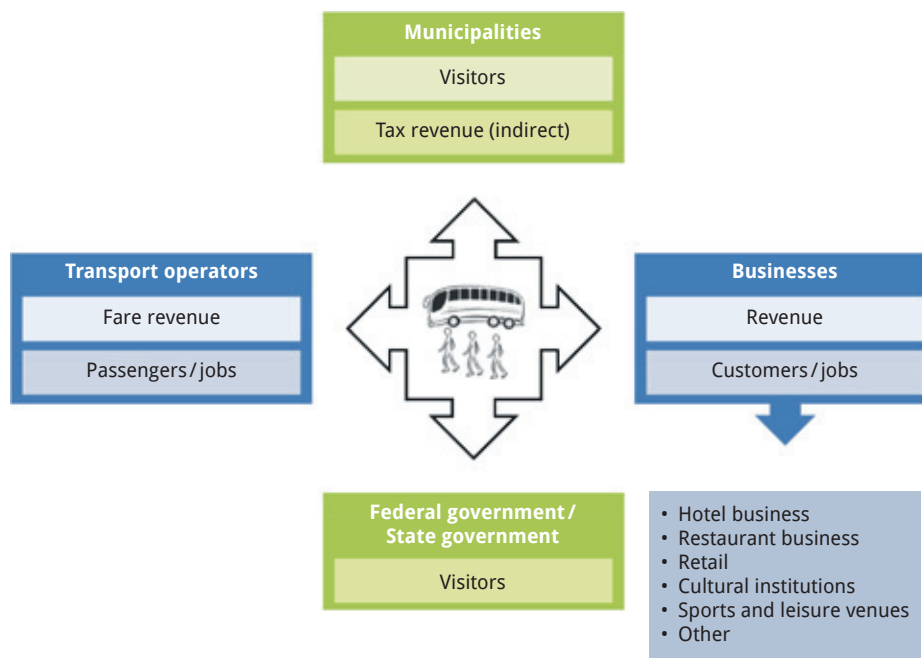 Municipalities
Visitors
Tax revenue (indirect)
Transport operators
Fare revenue
Passengers/jobs
Businesses
Revenue
Customers/jobs
Federal government/
State government
Visitors
• Hotel business
• Restaurant business
• Retail
• Cultural institutions
• Sports and leisure venues
• Other